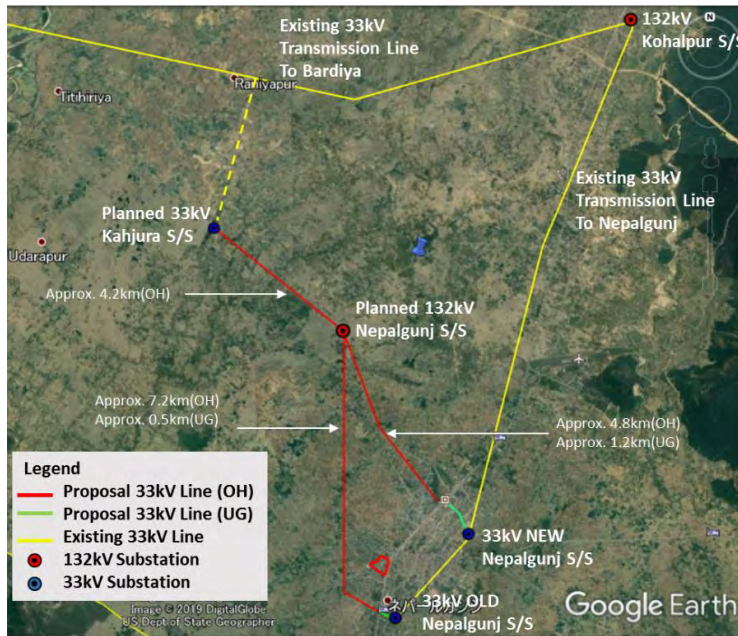 Existing 33kV
Transmission Line
To Bardiya
132kV
Kohalpur S/S
N
Raniyapur
Titihiriya
Existing 33kV
Transmission Line
To Nepalgunj
Planned 33kV
Kahjura S/S
Udarapur
Approx. 4.2km(OH)
Planned 132kV
Nepalgunj S/S
Approx. 7.2km(OH)
Approx. 0.5km(UG)
Approx. 4.8km(OH)
Approx. 1.2km(UG)
Legend
Proposal 33kV Line (OH)
Proposal 33kV Line (UG)
Existing 33kV Line
132kV Substation
33kV Substation
33kV NEW
Nepalgunj S/S
33kV OLD
ネパールガンジ
Nepalgunj S/S
Image © 2019 DigitalGlobe
US Dept of State Geographer
Google Earth